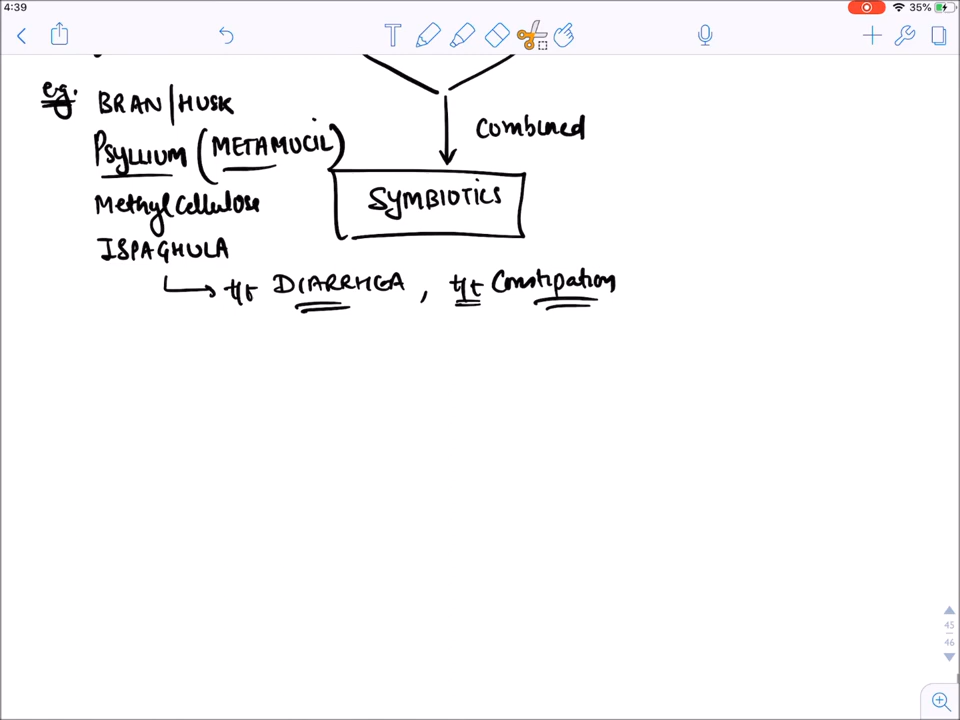 4:39
35%
eg. BRAN/HUSK
Combined
Psyllium (METAMUCIL)
SYMBIOTICS
Methyl Cellulose
ISPAGHULA
DIARRHEA, Constipation
45
46